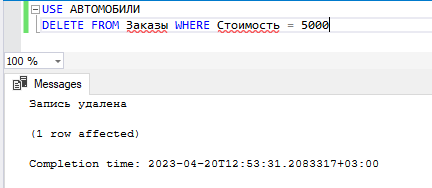 USE АВТОМОБИЛИ
DELETE FROM Заказы WHERE Стоимость = 5000
100 %
Messages
Запись удалена
(1 row affected)
Completion time: 2023-04-20T12:53:31.2083317+03:00